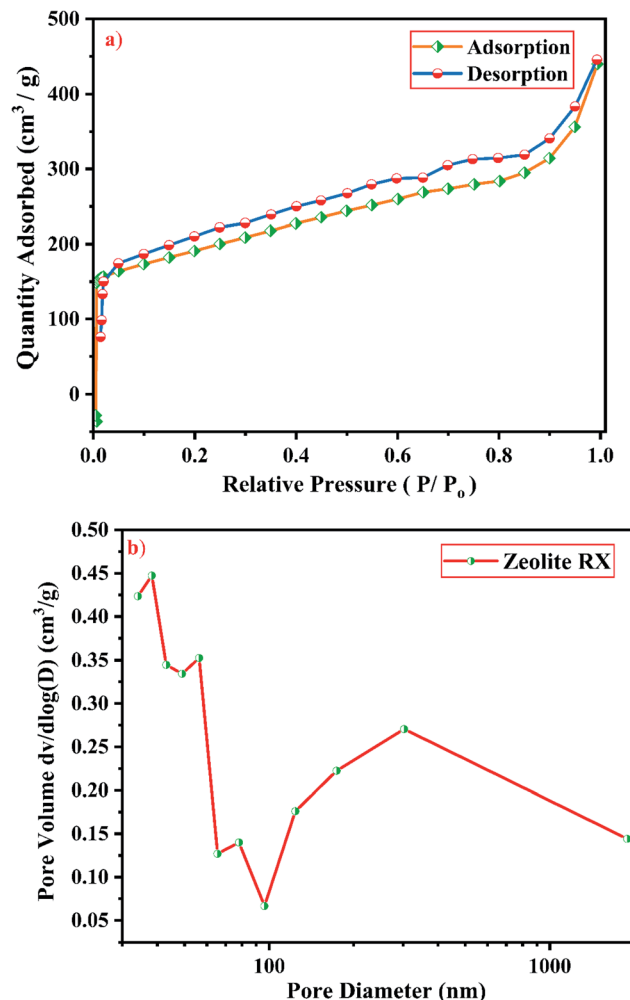 a)
Adsorption
Desorption
500
400
300
200
100
0
Quantity Adsorbed (cm³ / g)
0.0 0.2 0.4 0.6 0.8 1.0
Relative Pressure ( P/ Pₒ )
b)
Zeolite RX
0.50
0.45
0.40
0.35
0.30
0.25
0.20
0.15
0.10
0.05
Pore Volume dv/dlog(D) (cm³/g)
100 1000
Pore Diameter (nm)